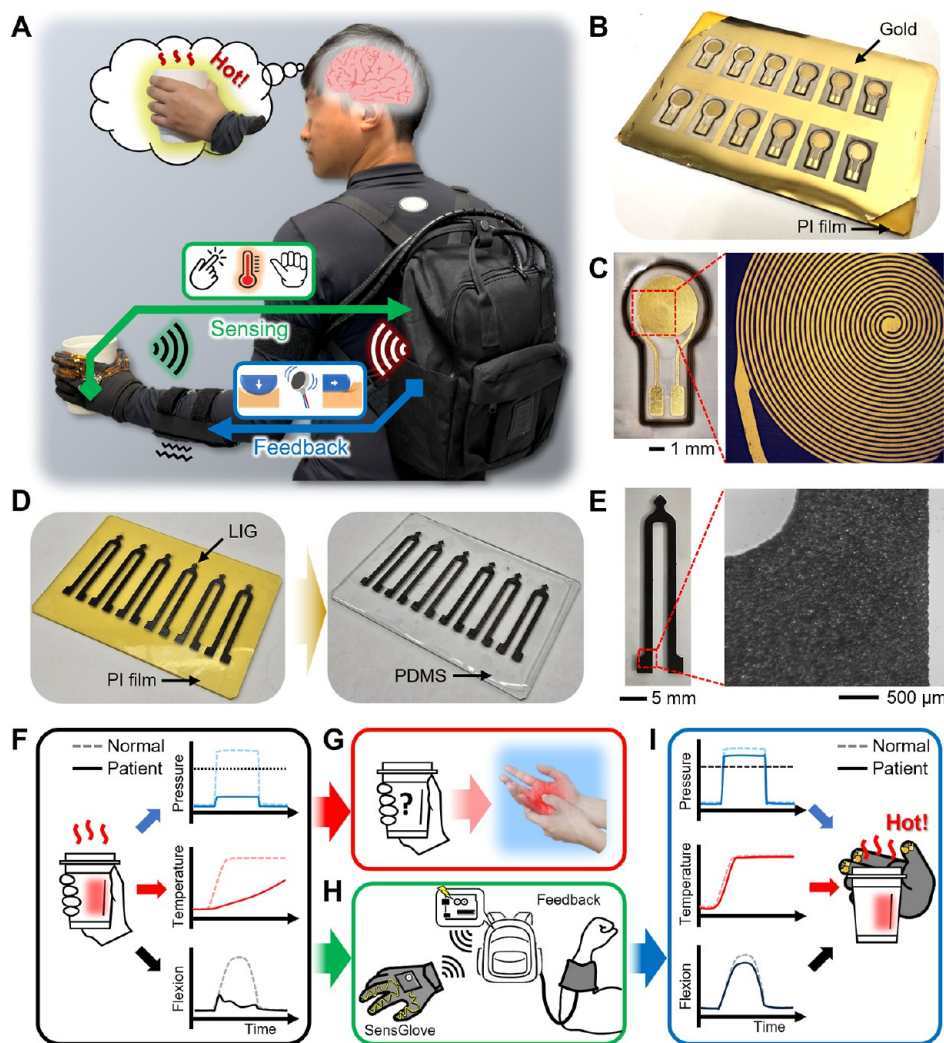 A
Hot!
Sensing
Feedback
B
Gold
PI film
C
1 mm
D
LIG
PI film
PDMS
E
5 mm
500 µm
F
Normal
Patient
Pressure
Temperature
Flexion
Time
G
?
H
Feedback
SensGlove
I
Normal
Patient
Pressure
Temperature
Flexion
Time
Hot!